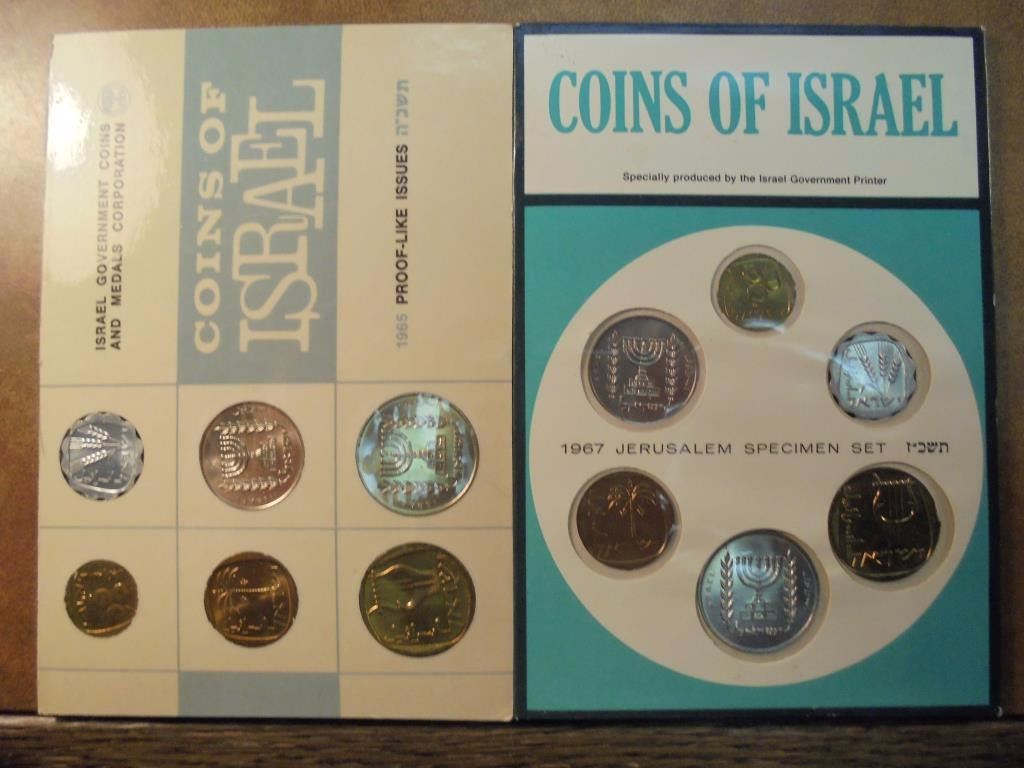 ISRAEL GOVERNMENT COINS
AND MEDALS CORPORATION
COINS OF
ISRAEL
1965 PROOF-LIKE ISSUES תשכ"ה
COINS OF ISRAEL
Specially produced by the Israel Government Printer
1967 JERUSALEM SPECIMEN SET תשכ"ז